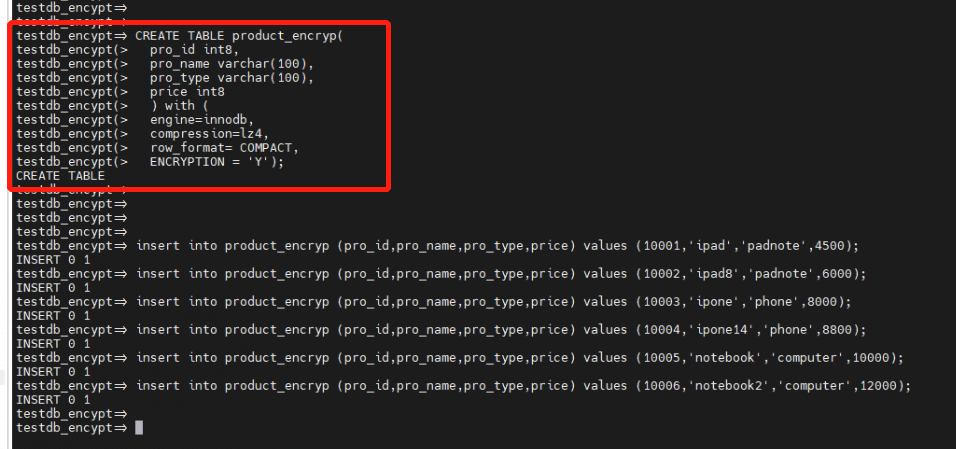 testdb_encypt=>
testdb_encypt=>
testdb_encypt=> CREATE TABLE product_encryp(
testdb_encypt(>   pro_id int8,
testdb_encypt(>   pro_name varchar(100),
testdb_encypt(>   pro_type varchar(100),
testdb_encypt(>   price int8
testdb_encypt(>   ) with (
testdb_encypt(>   engine=innodb,
testdb_encypt(>   compression=lz4,
testdb_encypt(>   row_format= COMPACT,
testdb_encypt(>   ENCRYPTION = 'Y');
CREATE TABLE
testdb_encypt=>
testdb_encypt=>
testdb_encypt=>
testdb_encypt=>
testdb_encypt=> insert into product_encryp (pro_id,pro_name,pro_type,price) values (10001,'ipad','padnote',4500);
INSERT 0 1
testdb_encypt=> insert into product_encryp (pro_id,pro_name,pro_type,price) values (10002,'ipad8','padnote',6000);
INSERT 0 1
testdb_encypt=> insert into product_encryp (pro_id,pro_name,pro_type,price) values (10003,'ipone','phone',8000);
INSERT 0 1
testdb_encypt=> insert into product_encryp (pro_id,pro_name,pro_type,price) values (10004,'ipone14','phone',8800);
INSERT 0 1
testdb_encypt=> insert into product_encryp (pro_id,pro_name,pro_type,price) values (10005,'notebook','computer',10000);
INSERT 0 1
testdb_encypt=> insert into product_encryp (pro_id,pro_name,pro_type,price) values (10006,'notebook2','computer',12000);
INSERT 0 1
testdb_encypt=>
testdb_encypt=>